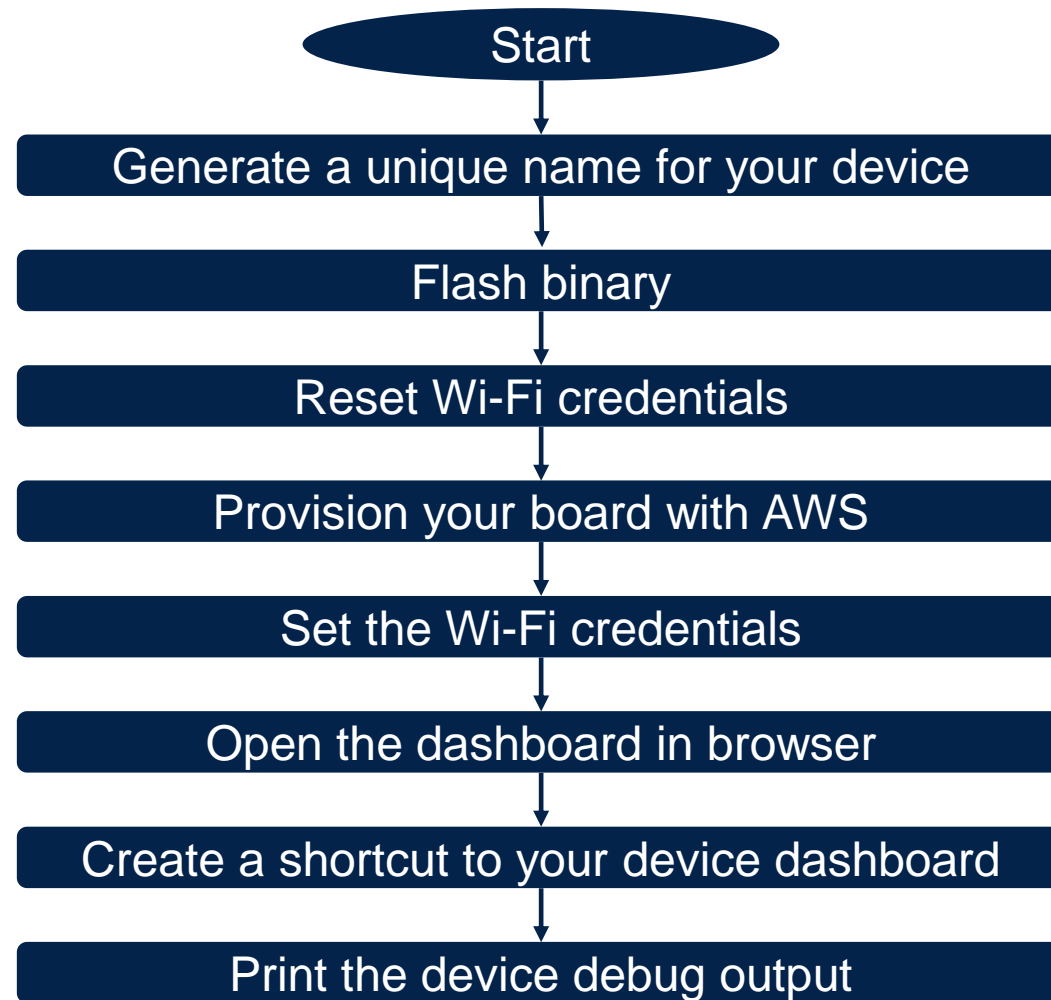 Start
Generate a unique name for your device
Flash binary
Reset Wi-Fi credentials
Provision your board with AWS
Set the Wi-Fi credentials
Open the dashboard in browser
Create a shortcut to your device dashboard
Print the device debug output